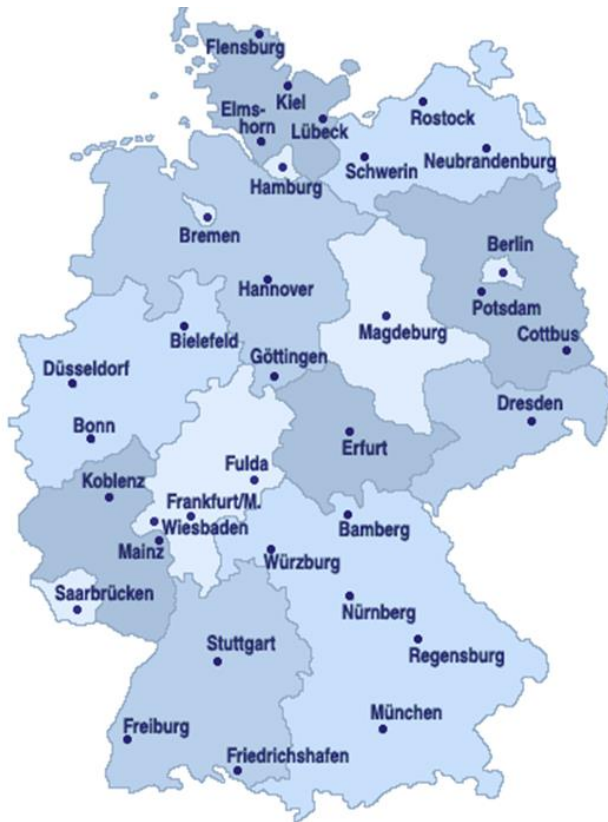 Flensburg
Kiel
Elms-
horn
Lübeck
Rostock
Schwerin
Neubrandenburg
Hamburg
Bremen
Berlin
Hannover
Potsdam
Magdeburg
Bielefeld
Cottbus
Göttingen
Düsseldorf
Dresden
Bonn
Erfurt
Fulda
Koblenz
Frankfurt/M.
Wiesbaden
Bamberg
Mainz
Würzburg
Saarbrücken
Nürnberg
Stuttgart
Regensburg
München
Freiburg
Friedrichshafen